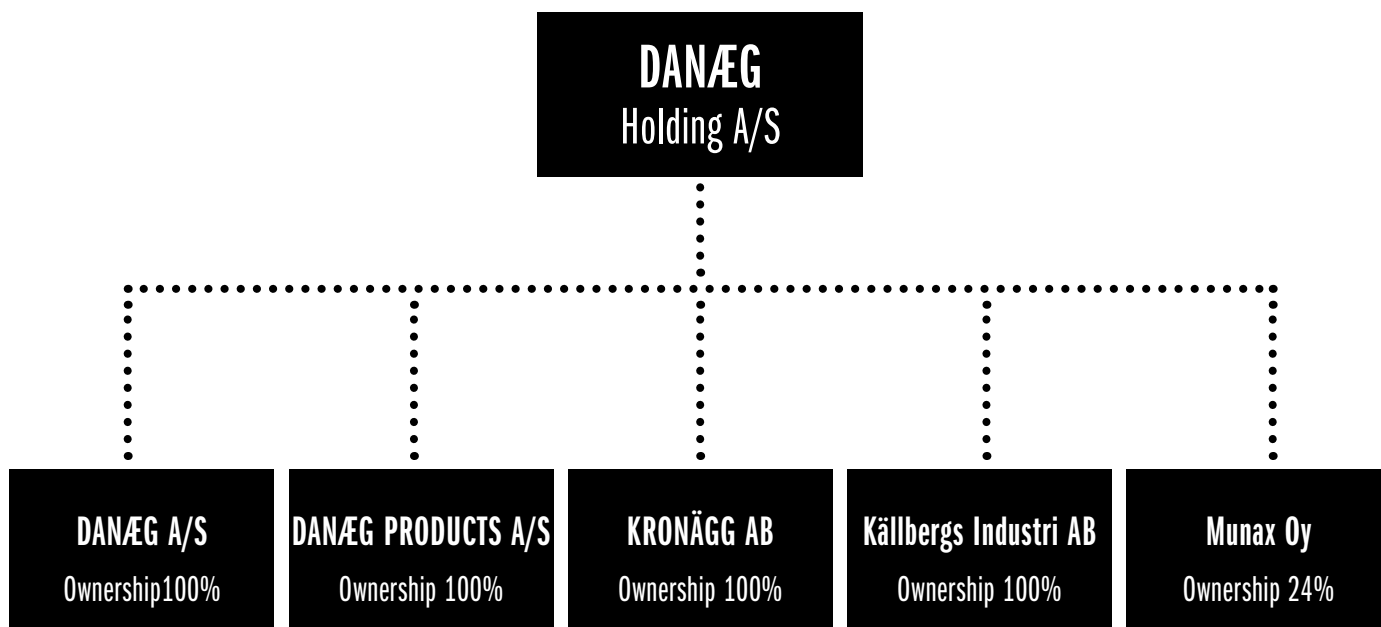 DANÆG
Holding A/S
DANÆG A/S
Ownership100%
DANÆG PRODUCTS A/S
Ownership 100%
KRONÄGG AB
Ownership 100%
Källbergs Industri AB
Ownership 100%
Munax Oy
Ownership 24%